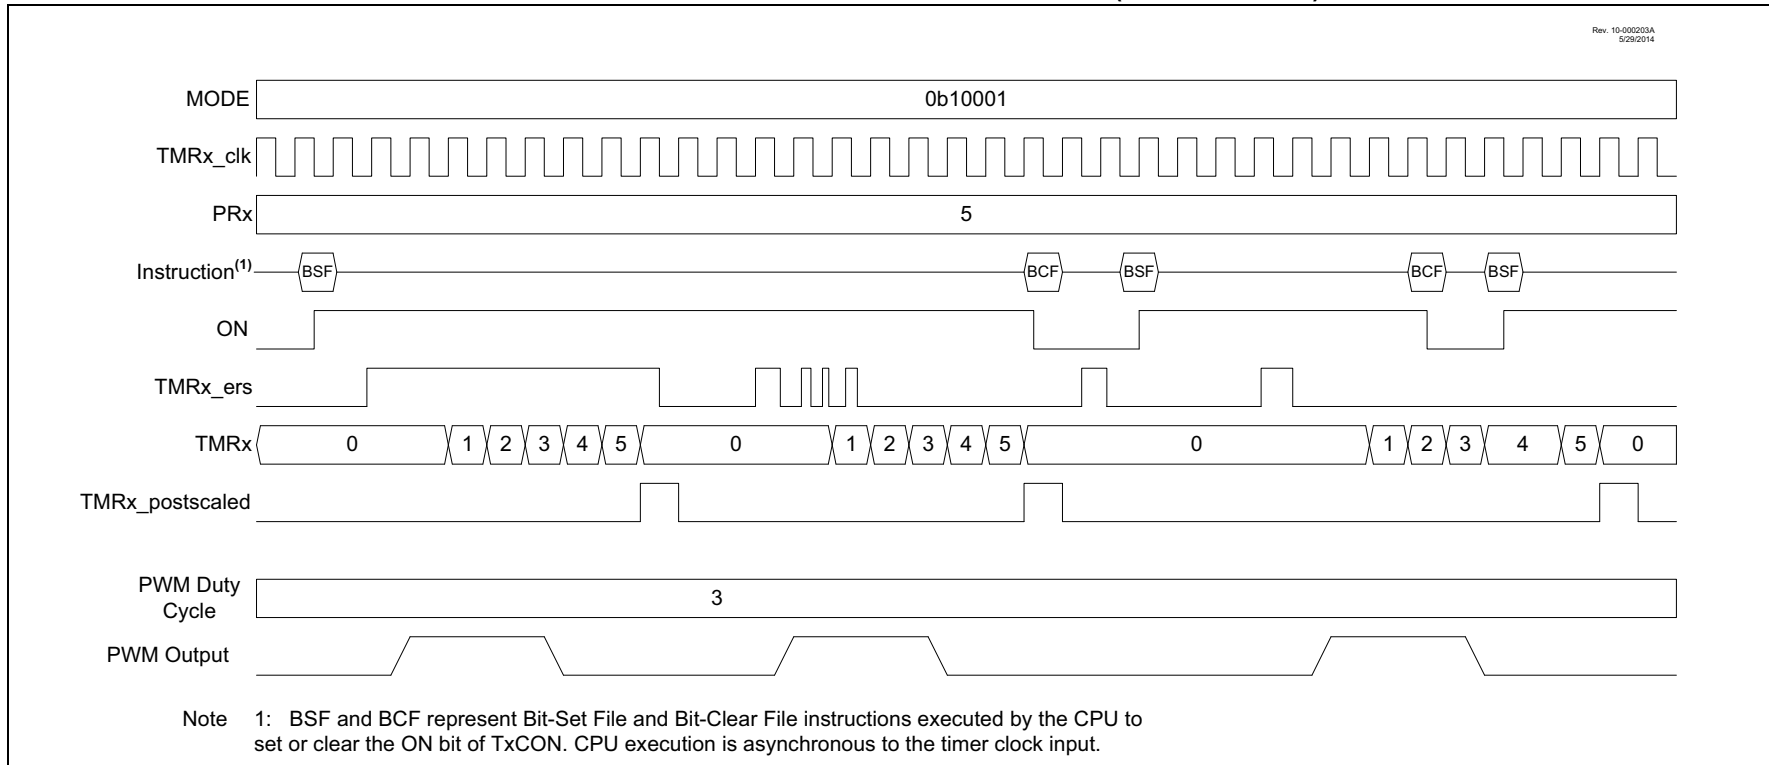 Rev. 10-000203A
5/29/2014
MODE 0b10001
TMRx_clk
PRx 5
Instruction(1) BSF BCF BSF BCF BSF
ON
TMRx_ers
TMRx 0 1 2 3 4 5 0 1 2 3 4 5 0 1 2 3 4 5 0
TMRx_postscaled
PWM Duty
Cycle 3
PWM Output
Note 1: BSF and BCF represent Bit-Set File and Bit-Clear File instructions executed by the CPU to
set or clear the ON bit of TxCON. CPU execution is asynchronous to the timer clock input.